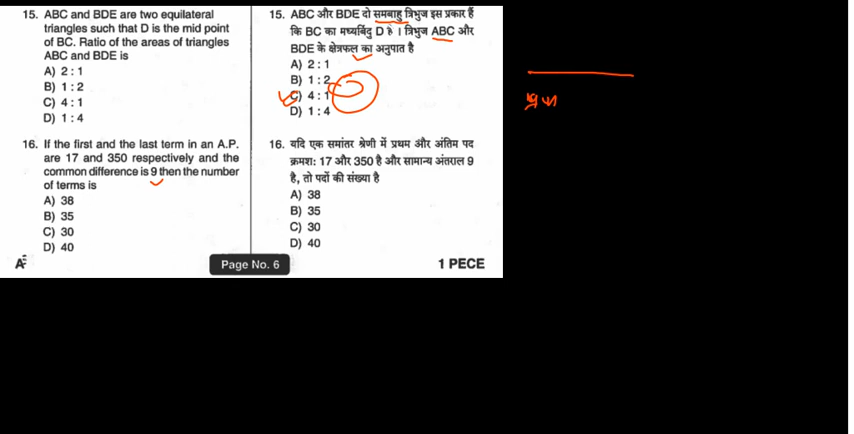 15. ABC and BDE are two equilateral
triangles such that D is the mid point
of BC. Ratio of the areas of triangles
ABC and BDE is
A) 2 : 1
B) 1 : 2
C) 4 : 1
D) 1 : 4
16. If the first and the last term in an A.P.
are 17 and 350 respectively and the
common difference is 9 then the number
of terms is
A) 38
B) 35
C) 30
D) 40
15. ABC और BDE दो समबाहु त्रिभुज इस प्रकार हैं
कि BC का मध्यबिंदु D है । त्रिभुज ABC और
BDE के क्षेत्रफल का अनुपात है
A) 2 : 1
B) 1 : 2
C) 4 : 1
D) 1 : 4
16. यदि एक समांतर श्रेणी में प्रथम और अंतिम पद
क्रमश: 17 और 350 है और सामान्य अंतराल 9
है, तो पदों की संख्या है
A) 38
B) 35
C) 30
D) 40
Page No. 6
1 PECE